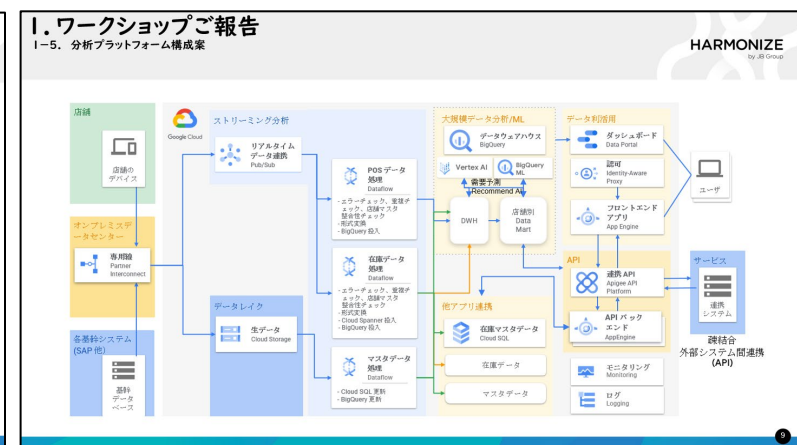 1.ワークショップご報告
1-5. 分析プラットフォーム構成案
HARMONIZE
by JB Group
店舗
店舗の
デバイス
オンプレミスデ
ータセンター
専用線
Partner
Interconnect
各基幹システム
(SAP 他)
基幹
データ
ベース
Google Cloud
ストリーミング分析
リアルタイム
データ連携
Pub/Sub
データレイク
生データ
Cloud Storage
POS データ
処理
Dataflow
- エラーチェック、重複チ
ェック、店舗マスタ
整合性チェック
- 形式変換
- BigQuery 投入
在庫データ
処理
Dataflow
- エラーチェック、重複チ
ェック、店舗マスタ
整合性チェック
- 形式変換
- Cloud Spanner 投入
- BigQuery 投入
マスタデータ
処理
Dataflow
- Cloud SQL 更新
- BigQuery 更新
大規模データ分析/ML
データウェアハウス
BigQuery
Vertex AI
BigQuery
ML
需要予測
Recommend AI
DWH
店舗別
Data
Mart
他アプリ連携
在庫マスタデータ
Cloud SQL
在庫データ
マスタデータ
データ利活用
ダッシュボード
Data Portal
認可
Identity-Aware
Proxy
フロントエンド
アプリ
App Engine
API
連携 API
Apigee API
Platform
API バック
エンド
AppEngine
モニタリング
Monitoring
ログ
Logging
ユーザ
サービス
連携
システム
疎結合
外部システム間連携
(API)
9